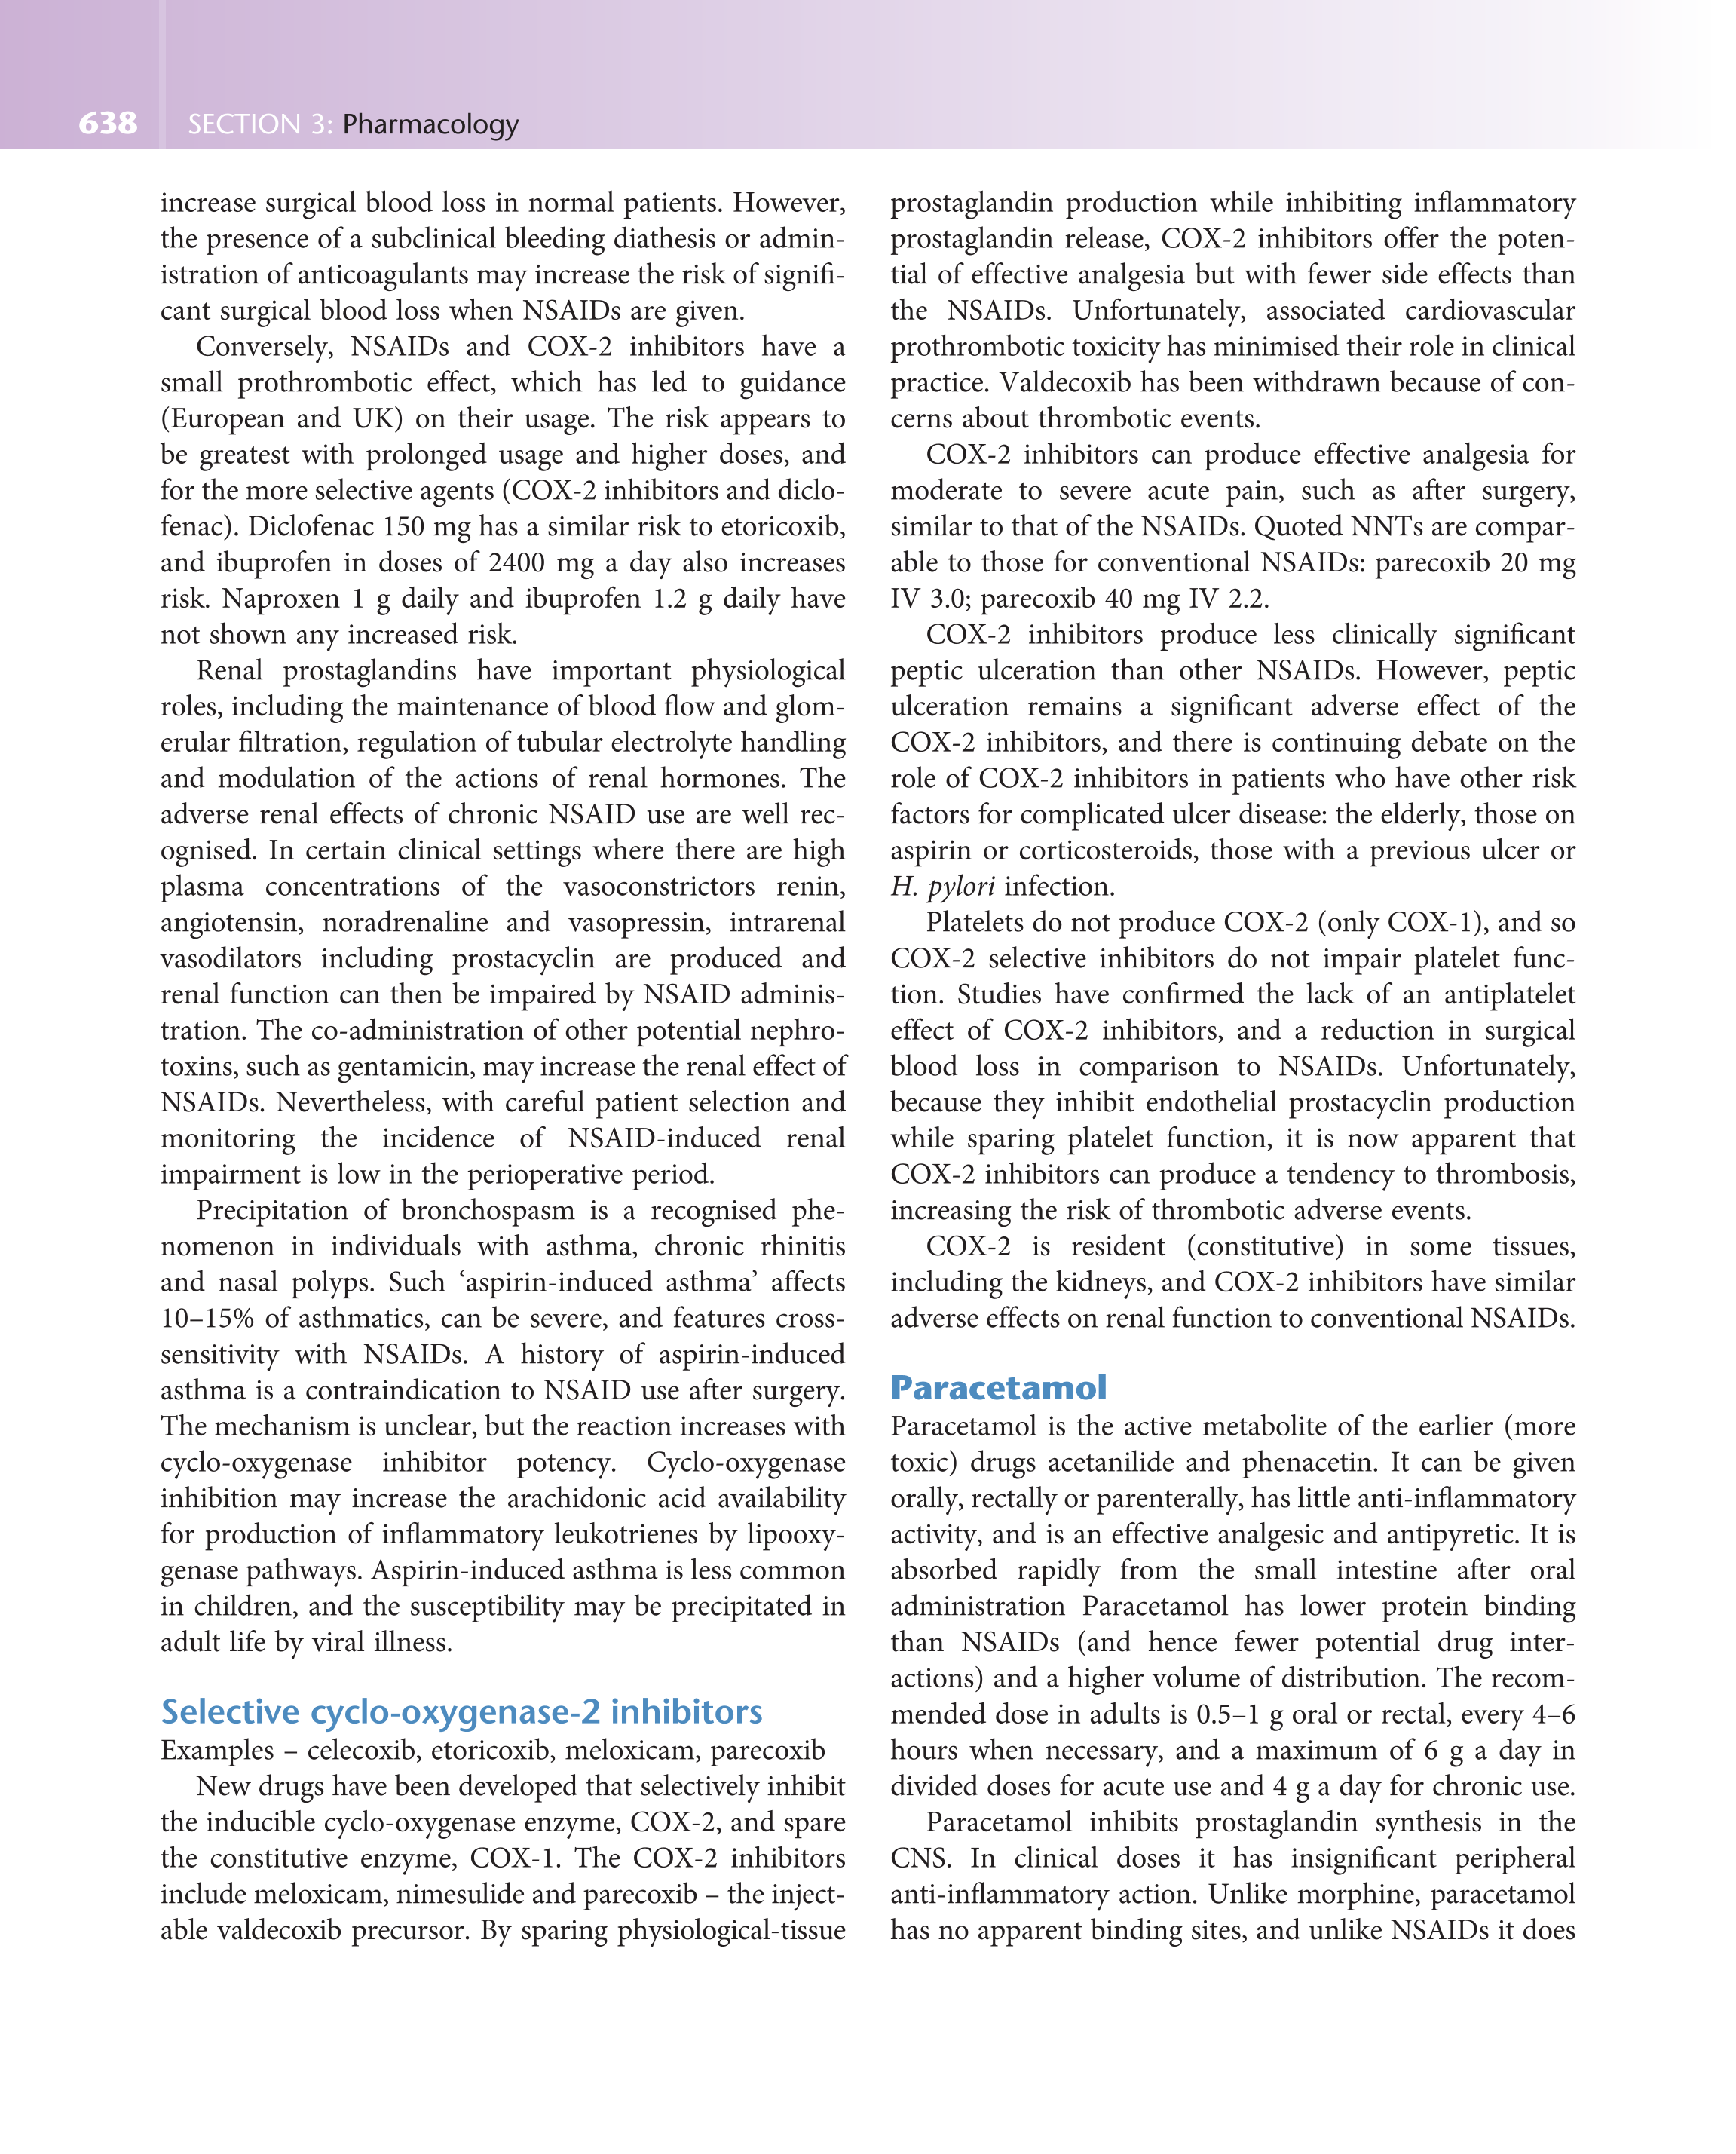 638 SECTION 3: Pharmacology
increase surgical blood loss in normal patients. However,
the presence of a subclinical bleeding diathesis or admin-
istration of anticoagulants may increase the risk of signifi-
cant surgical blood loss when NSAIDs are given.
Conversely, NSAIDs and COX-2 inhibitors have a
small prothrombotic effect, which has led to guidance
(European and UK) on their usage. The risk appears to
be greatest with prolonged usage and higher doses, and
for the more selective agents (COX-2 inhibitors and diclo-
fenac). Diclofenac 150 mg has a similar risk to etoricoxib,
and ibuprofen in doses of 2400 mg a day also increases
risk. Naproxen 1 g daily and ibuprofen 1.2 g daily have
not shown any increased risk.
Renal prostaglandins have important physiological
roles, including the maintenance of blood flow and glom-
erular filtration, regulation of tubular electrolyte handling
and modulation of the actions of renal hormones. The
adverse renal effects of chronic NSAID use are well rec-
ognised. In certain clinical settings where there are high
plasma concentrations of the vasoconstrictors renin,
angiotensin, noradrenaline and vasopressin, intrarenal
vasodilators including prostacyclin are produced and
renal function can then be impaired by NSAID adminis-
tration. The co-administration of other potential nephro-
toxins, such as gentamicin, may increase the renal effect of
NSAIDs. Nevertheless, with careful patient selection and
monitoring the incidence of NSAID-induced renal
impairment is low in the perioperative period.
Precipitation of bronchospasm is a recognised phe-
nomenon in individuals with asthma, chronic rhinitis
and nasal polyps. Such ‘aspirin-induced asthma’ affects
10–15% of asthmatics, can be severe, and features cross-
sensitivity with NSAIDs. A history of aspirin-induced
asthma is a contraindication to NSAID use after surgery.
The mechanism is unclear, but the reaction increases with
cyclo-oxygenase inhibitor potency. Cyclo-oxygenase
inhibition may increase the arachidonic acid availability
for production of inflammatory leukotrienes by lipooxy-
genase pathways. Aspirin-induced asthma is less common
in children, and the susceptibility may be precipitated in
adult life by viral illness.
Selective cyclo-oxygenase-2 inhibitors
Examples – celecoxib, etoricoxib, meloxicam, parecoxib
New drugs have been developed that selectively inhibit
the inducible cyclo-oxygenase enzyme, COX-2, and spare
the constitutive enzyme, COX-1. The COX-2 inhibitors
include meloxicam, nimesulide and parecoxib – the inject-
able valdecoxib precursor. By sparing physiological-tissue
prostaglandin production while inhibiting inflammatory
prostaglandin release, COX-2 inhibitors offer the poten-
tial of effective analgesia but with fewer side effects than
the NSAIDs. Unfortunately, associated cardiovascular
prothrombotic toxicity has minimised their role in clinical
practice. Valdecoxib has been withdrawn because of con-
cerns about thrombotic events.
COX-2 inhibitors can produce effective analgesia for
moderate to severe acute pain, such as after surgery,
similar to that of the NSAIDs. Quoted NNTs are compar-
able to those for conventional NSAIDs: parecoxib 20 mg
IV 3.0; parecoxib 40 mg IV 2.2.
COX-2 inhibitors produce less clinically significant
peptic ulceration than other NSAIDs. However, peptic
ulceration remains a significant adverse effect of the
COX-2 inhibitors, and there is continuing debate on the
role of COX-2 inhibitors in patients who have other risk
factors for complicated ulcer disease: the elderly, those on
aspirin or corticosteroids, those with a previous ulcer or
H. pylori infection.
Platelets do not produce COX-2 (only COX-1), and so
COX-2 selective inhibitors do not impair platelet func-
tion. Studies have confirmed the lack of an antiplatelet
effect of COX-2 inhibitors, and a reduction in surgical
blood loss in comparison to NSAIDs. Unfortunately,
because they inhibit endothelial prostacyclin production
while sparing platelet function, it is now apparent that
COX-2 inhibitors can produce a tendency to thrombosis,
increasing the risk of thrombotic adverse events.
COX-2 is resident (constitutive) in some tissues,
including the kidneys, and COX-2 inhibitors have similar
adverse effects on renal function to conventional NSAIDs.
Paracetamol
Paracetamol is the active metabolite of the earlier (more
toxic) drugs acetanilide and phenacetin. It can be given
orally, rectally or parenterally, has little anti-inflammatory
activity, and is an effective analgesic and antipyretic. It is
absorbed rapidly from the small intestine after oral
administration Paracetamol has lower protein binding
than NSAIDs (and hence fewer potential drug inter-
actions) and a higher volume of distribution. The recom-
mended dose in adults is 0.5–1 g oral or rectal, every 4–6
hours when necessary, and a maximum of 6 g a day in
divided doses for acute use and 4 g a day for chronic use.
Paracetamol inhibits prostaglandin synthesis in the
CNS. In clinical doses it has insignificant peripheral
anti-inflammatory action. Unlike morphine, paracetamol
has no apparent binding sites, and unlike NSAIDs it does